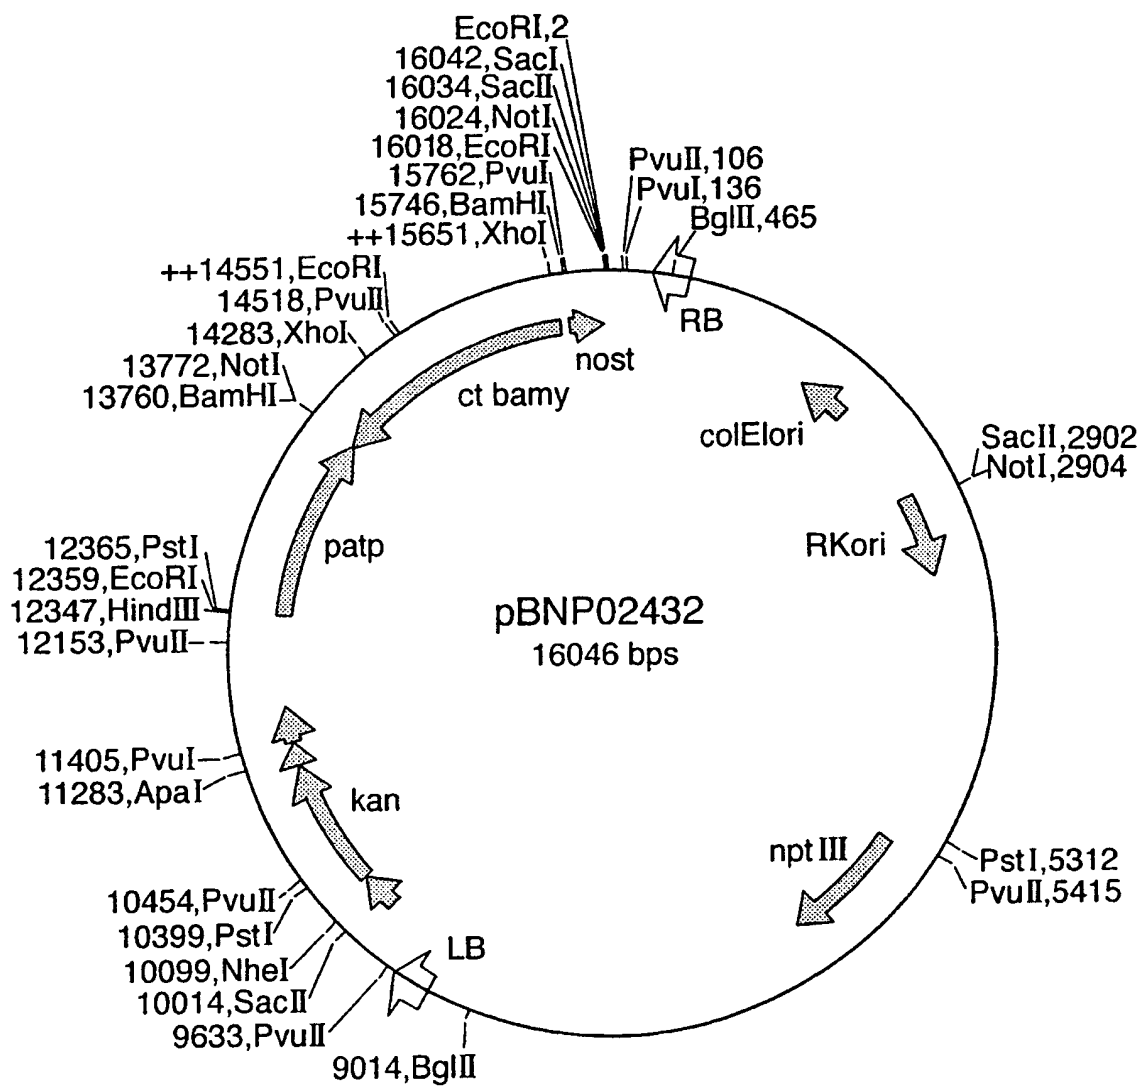 EcoRI,2
16042,SacI
16034,SacII
16024,NotI
16018,EcoRI
15762,PvuI
15746,BamHI
++15651,XhoI
++14551,EcoRI
14518,PvuII
14283,XhoI
13772,NotI
13760,BamHI
PvuII,106
PvuI,136
BglII,465
RB
nost
ct bamy
colEIori
SacII,2902
NotI,2904
RKori
patp
12365,PstI
12359,EcoRI
12347,HindIII
12153,PvuII
pBNP02432
16046 bps
11405,PvuI
11283,ApaI
kan
nptIII
PstI,5312
PvuII,5415
10454,PvuII
10399,PstI
10099,NheI
10014,SacII
9633,PvuII
9014,BglII
LB